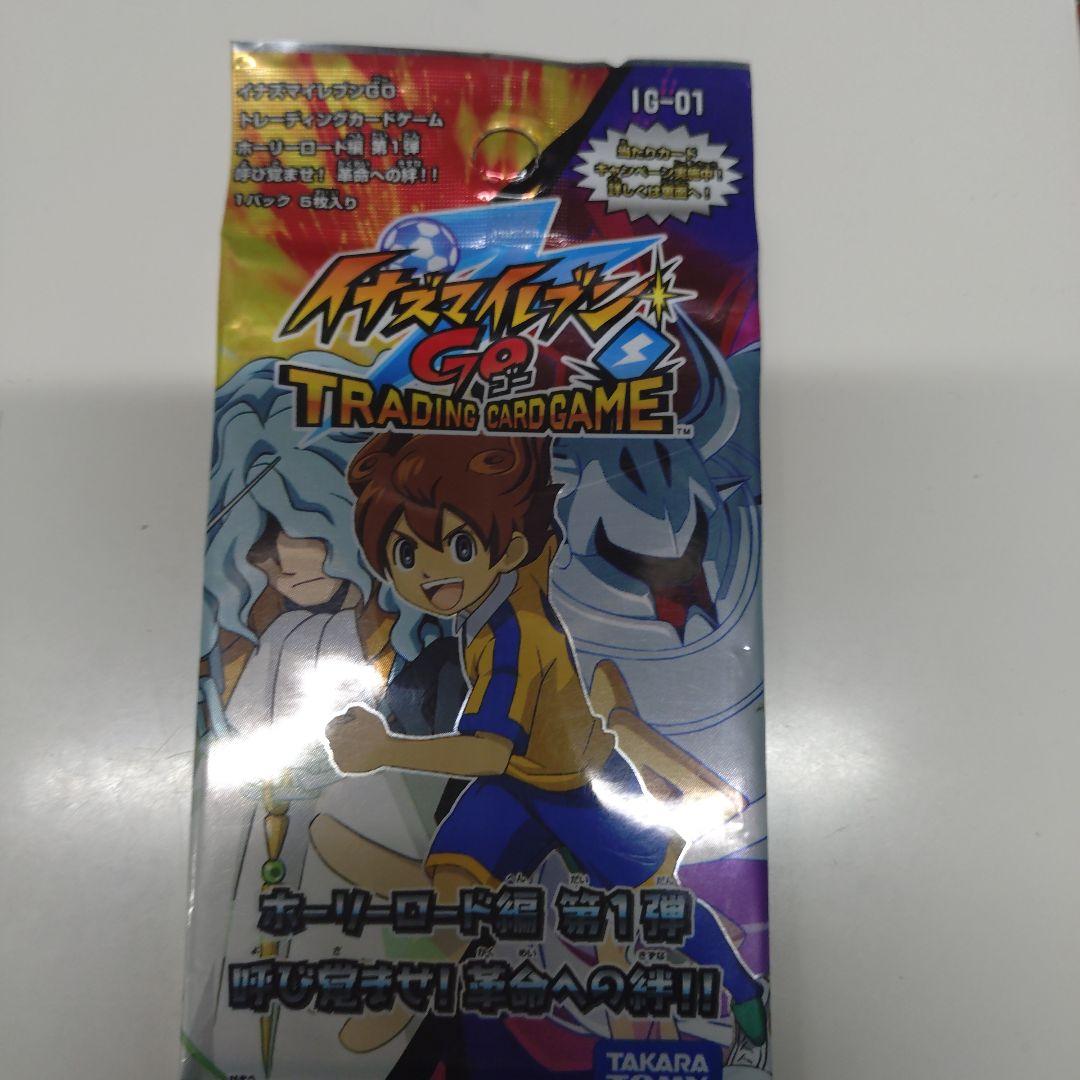 イナズマイレブンGO
トレーディングカードゲーム
ホーリーロード編 第1弾
呼び覚ませ! 革命への絆!!
1パック 5枚入り
IG-01
当たりカード
キャンペーン実施中!
詳しくは裏面へ!
イナズマイレブン
GO
ゴー
TRADING CARD GAME
TM
ホーリーロード編 第1弾
呼び覚ませ! 革命への絆!!
TAKARA
TOMY